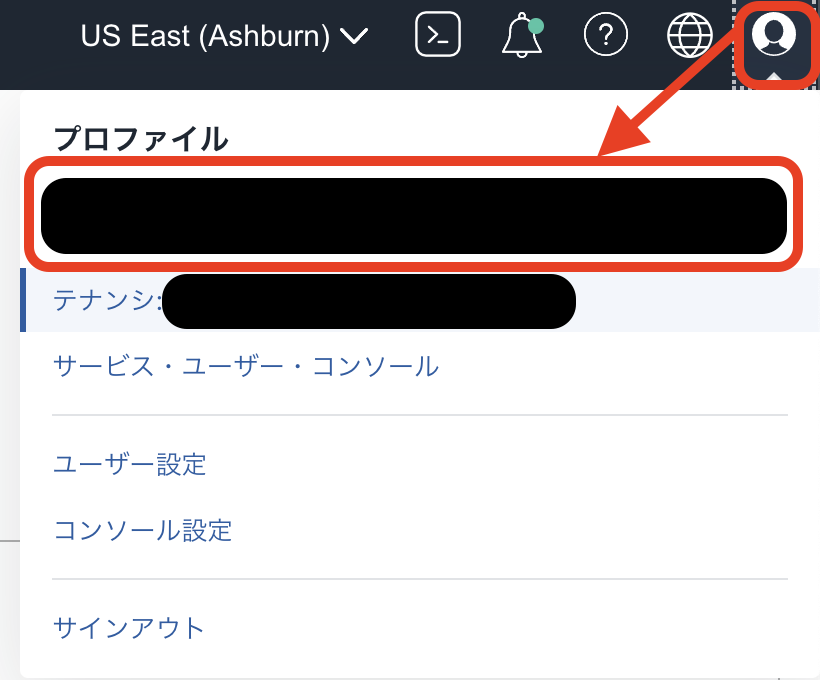 US East (Ashburn)
プロファイル
テナンシ:
サービス・ユーザー・コンソール
ユーザー設定
コンソール設定
サインアウト